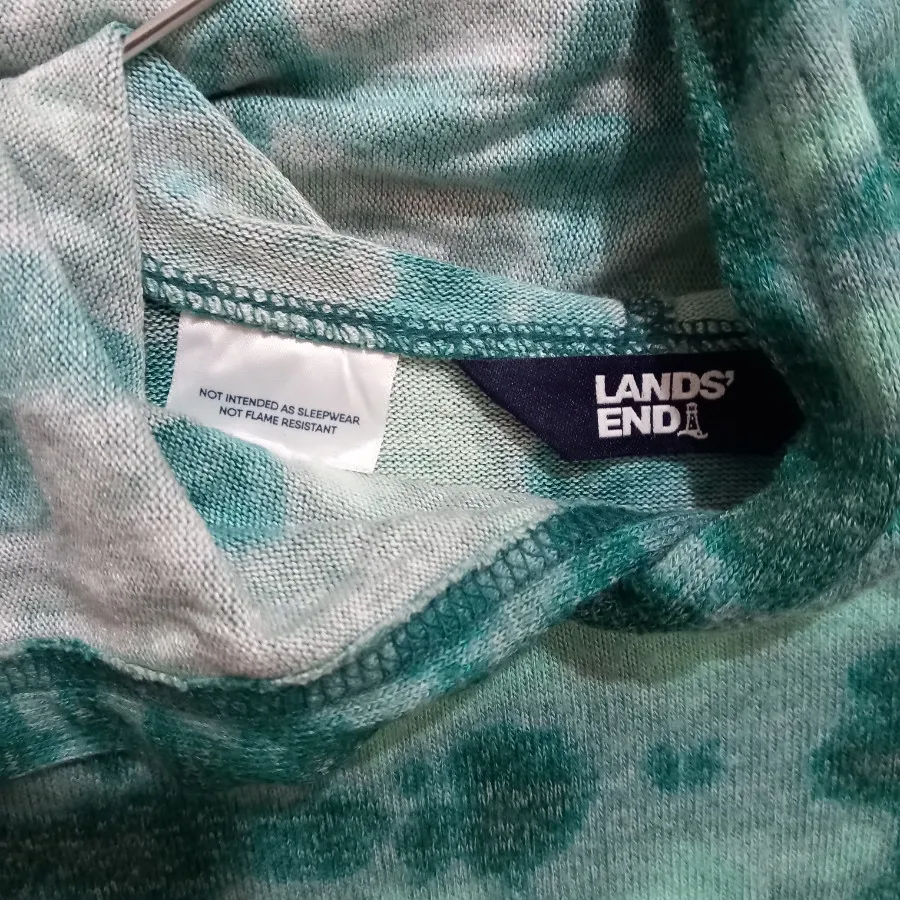 NOT INTENDED AS SLEEPWEAR
NOT FLAME RESISTANT
LANDS'
END